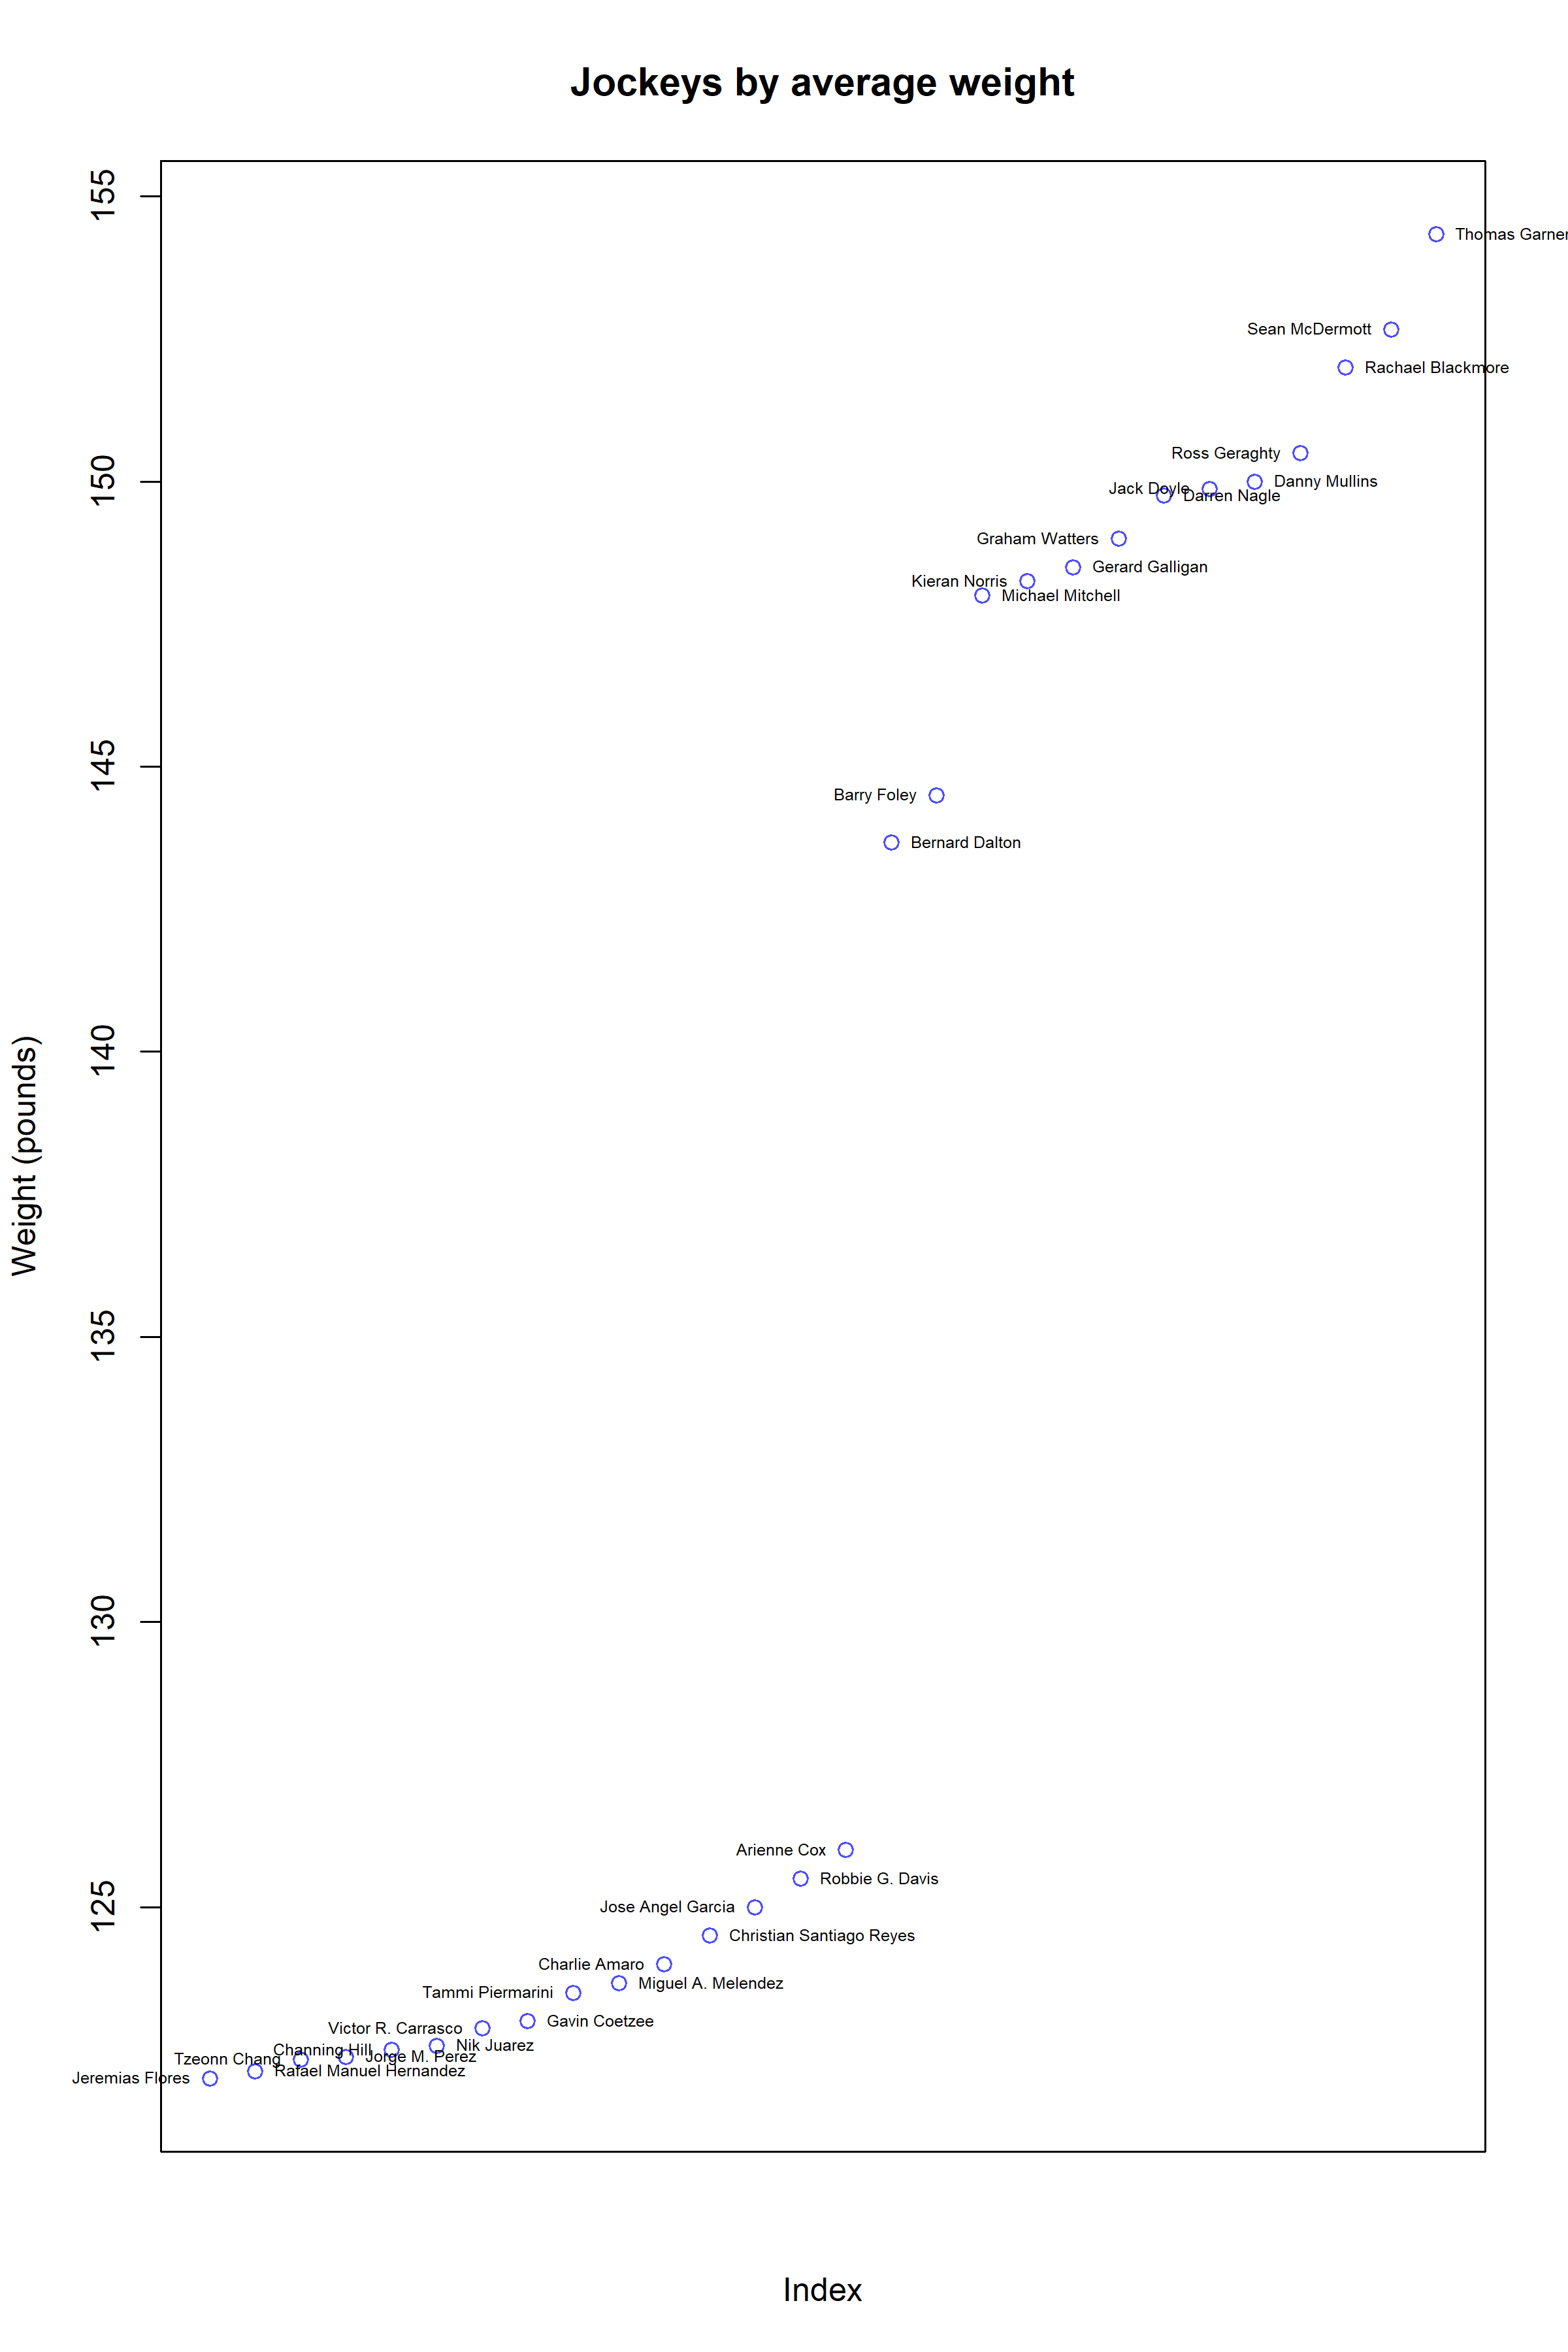 Jockeys by average weight
155
Thomas Garner
Sean McDermott
Rachael Blackmore
Ross Geraghty
150
Danny Mullins
Jack Doyle
Darren Nagle
Graham Watters
Gerard Galligan
Kieran Norris
Michael Mitchell
145
Barry Foley
Bernard Dalton
140
Weight (pounds)
135
130
Arienne Cox
Robbie G. Davis
125
Jose Angel Garcia
Christian Santiago Reyes
Charlie Amaro
Miguel A. Melendez
Tammi Piermarini
Gavin Coetzee
Victor R. Carrasco
Nik Juarez
Channing Hill
Jorge M. Perez
Tzeonn Chang
Rafael Manuel Hernandez
Jeremias Flores
Index